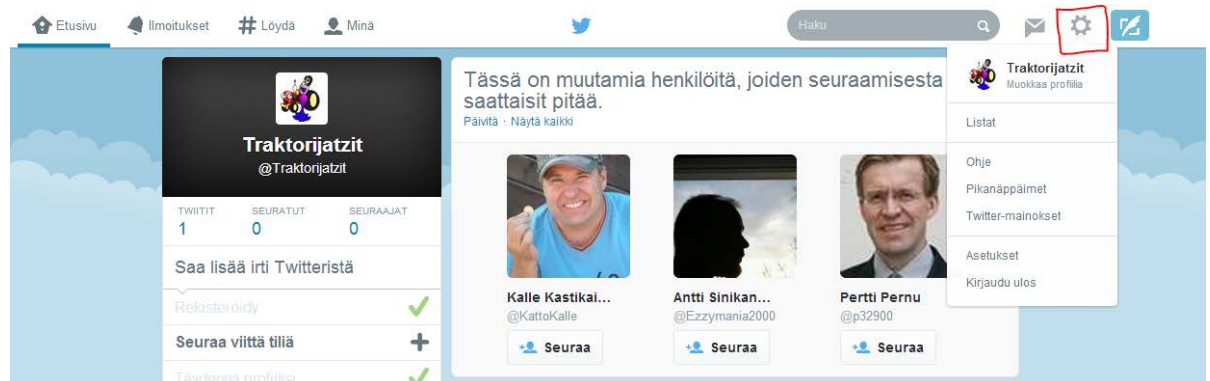 Etusivu Ilmoitukset Löydä Minä Haku
Traktorijatzit
@Traktorijatzit
TWIITIT SEURATUT SEURAAJAT
1 0 0
Saa lisää irti Twitteristä
Rekisteröidy
Seuraa viittä tiliä
Täydennä profiilisi
Tässä on muutamia henkilöitä, joiden seuraamisesta
saattaisit pitää.
Päivitä · Näytä kaikki
Kalle Kastikai...
@KattoKalle
Seuraa
Antti Sinikan...
@Ezzymania2000
Seuraa
Pertti Pernu
@p32900
Seuraa
Traktorijatzit
Muokkaa profiilia
Listat
Ohje
Pikanäppäimet
Twitter-mainokset
Asetukset
Kirjaudu ulos